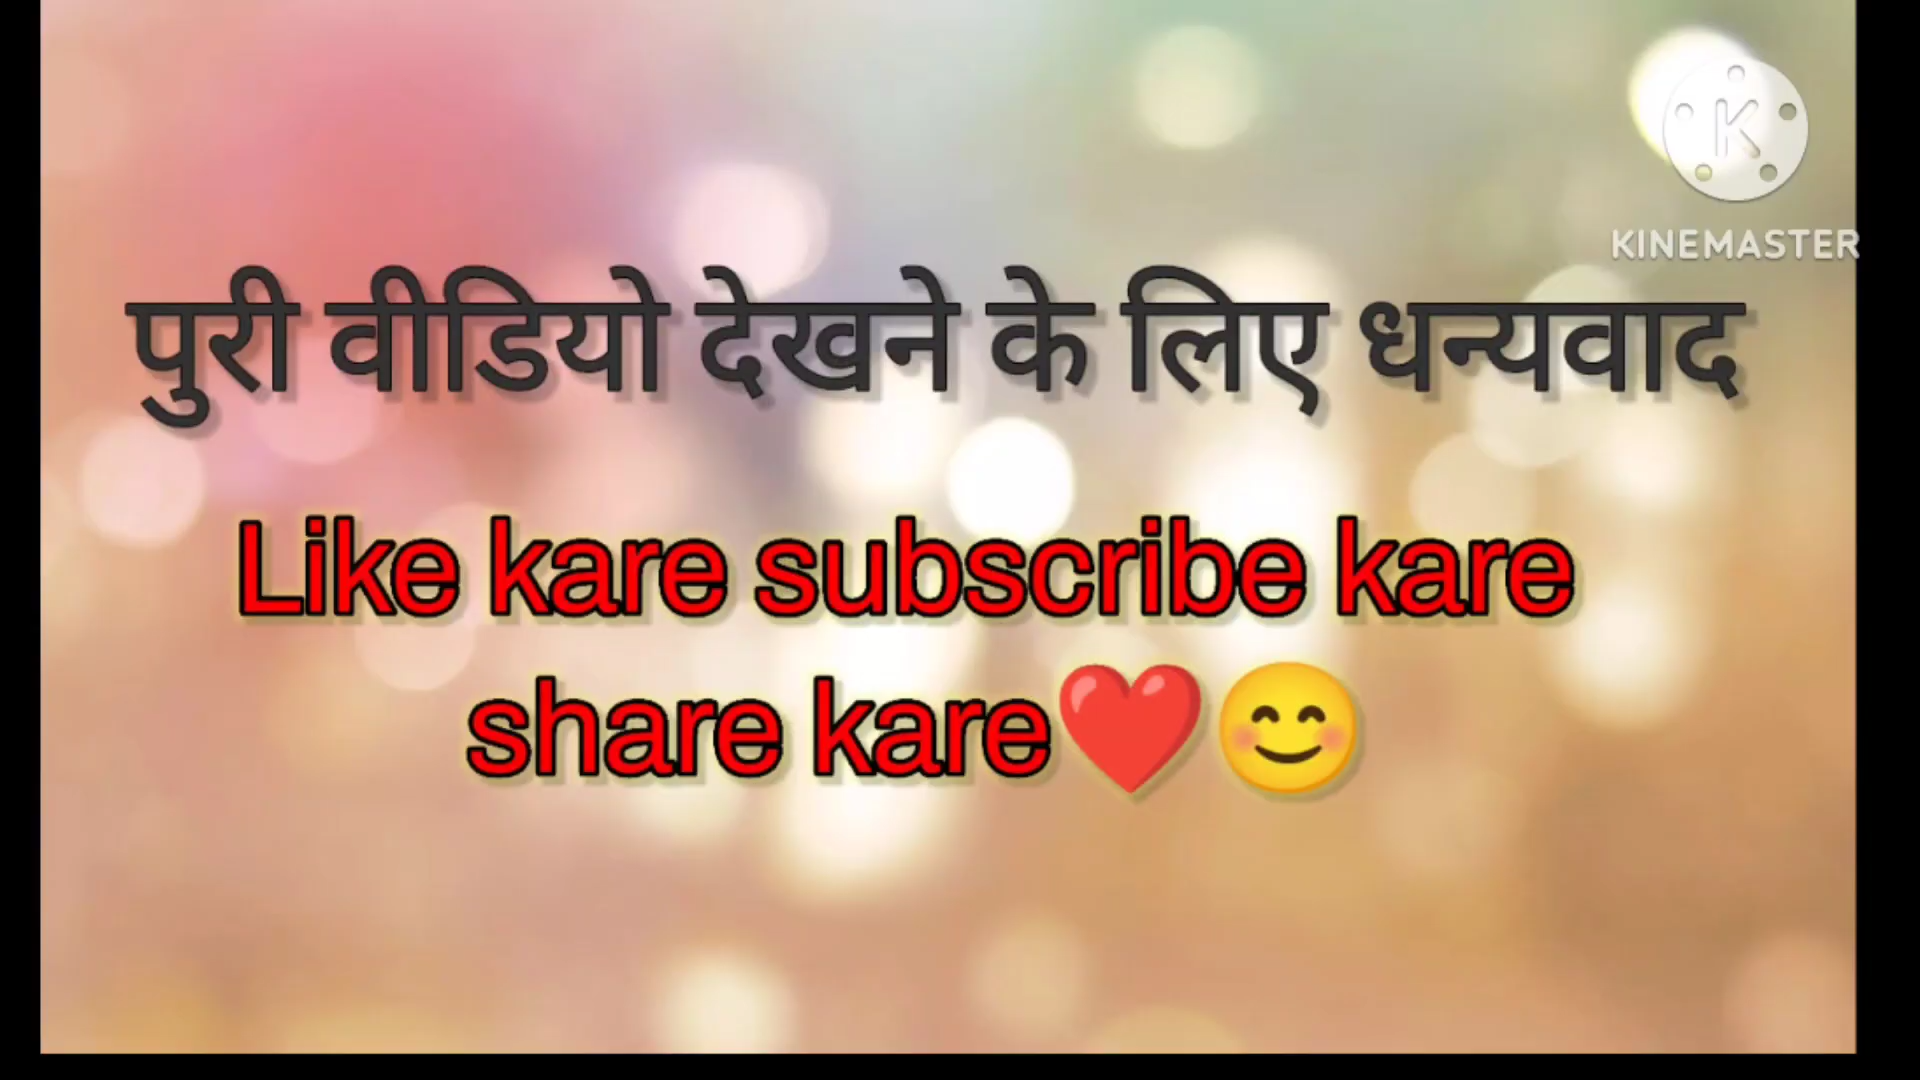 K
KINEMASTER
पुरी वीडियो देखने के लिए धन्यवाद
Like kare subscribe kare
share kare❤️😊